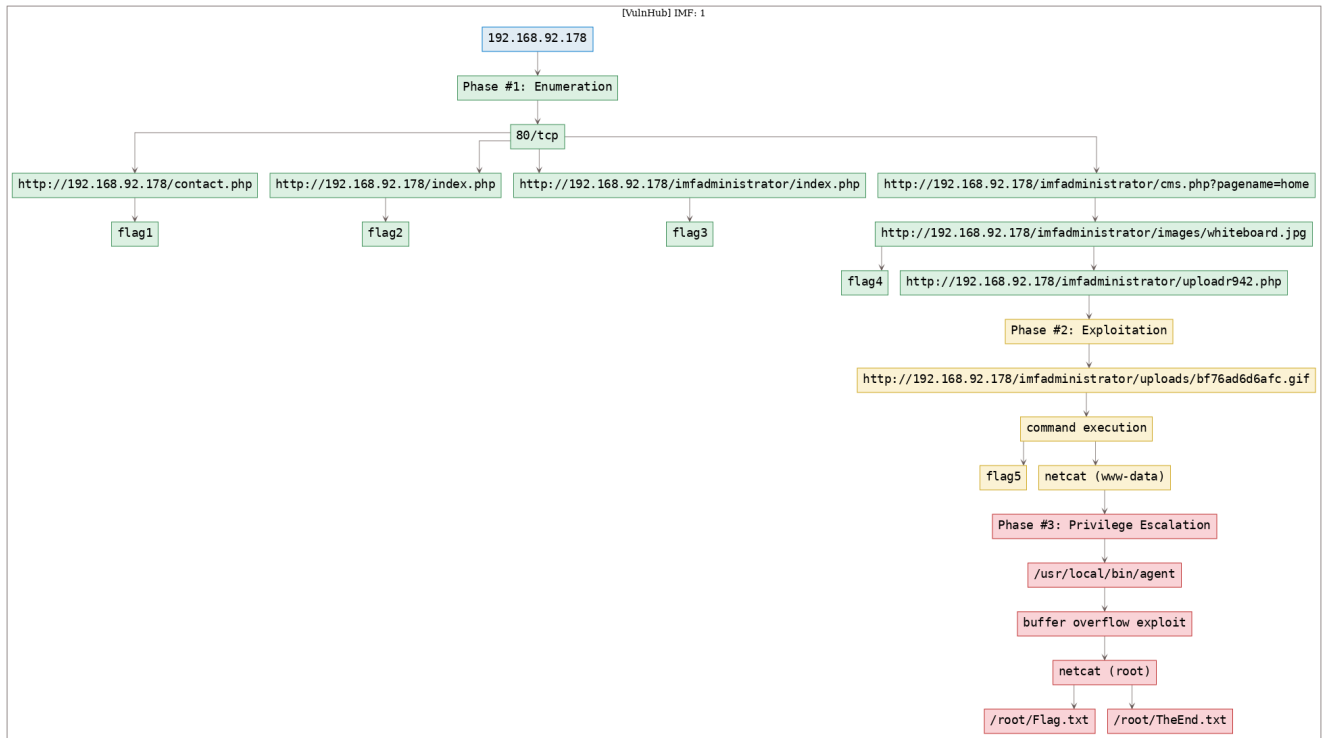 [VulnHub] IMF: 1
192.168.92.178
Phase #1: Enumeration
80/tcp
http://192.168.92.178/contact.php
http://192.168.92.178/index.php
http://192.168.92.178/imfadministrator/index.php
http://192.168.92.178/imfadministrator/cms.php?pagename=home
flag1
flag2
flag3
http://192.168.92.178/imfadministrator/images/whiteboard.jpg
flag4
http://192.168.92.178/imfadministrator/uploadr942.php
Phase #2: Exploitation
http://192.168.92.178/imfadministrator/uploads/bf76ad6d6afc.gif
command execution
flag5
netcat (www-data)
Phase #3: Privilege Escalation
/usr/local/bin/agent
buffer overflow exploit
netcat (root)
/root/Flag.txt
/root/TheEnd.txt